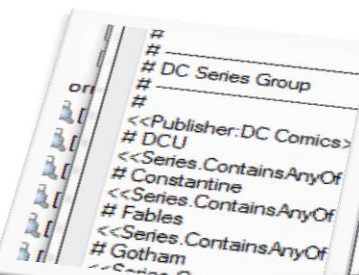 #
# ----------
# DC Series Group
# ----------
#
<<Publisher:DC Comics>
# DCU
<<Series.ContainsAnyOf
# Constantine
<<Series.ContainsAnyOf
# Fables
<<Series.ContainsAnyOf
# Gotham